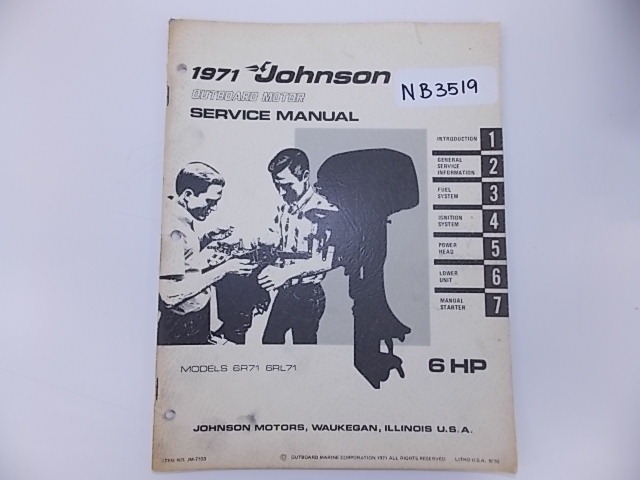 1971 Johnson
OUTBOARD MOTOR
SERVICE MANUAL
NB3519
INTRODUCTION 1
GENERAL
SERVICE
INFORMATION 2
FUEL
SYSTEM 3
IGNITION
SYSTEM 4
POWER
HEAD 5
LOWER
UNIT 6
MANUAL
STARTER 7
MODELS 6R71 6RL71
6 HP
JOHNSON MOTORS, WAUKEGAN, ILLINOIS U.S.A.
© OUTBOARD MARINE CORPORATION 1971 ALL RIGHTS RESERVED
LITHO U.S.A.